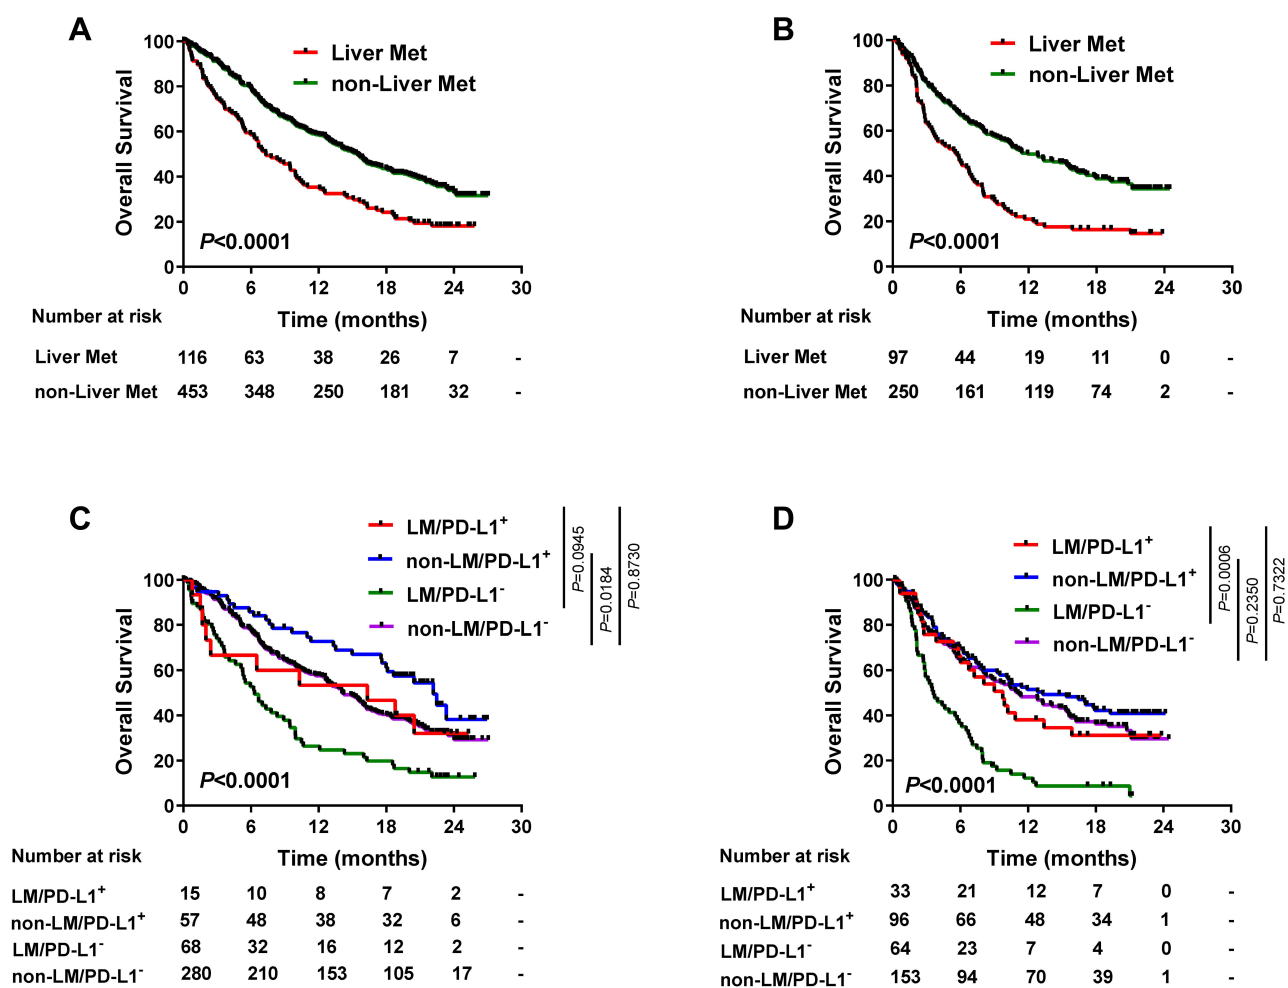 A
100
80
60
40
20
0
Overall Survival
Liver Met
non-Liver Met
P<0.0001
0 6 12 18 24 30
Time (months)
Number at risk
Liver Met 116 63 38 26 7 -
non-Liver Met 453 348 250 181 32 -
B
100
80
60
40
20
0
Overall Survival
Liver Met
non-Liver Met
P<0.0001
0 6 12 18 24 30
Time (months)
Number at risk
Liver Met 97 44 19 11 0 -
non-Liver Met 250 161 119 74 2 -
C
100
80
60
40
20
0
Overall Survival
LM/PD-L1⁺
non-LM/PD-L1⁺
LM/PD-L1⁻
non-LM/PD-L1⁻
P=0.0945
P=0.0184
P=0.8730
P<0.0001
0 6 12 18 24 30
Time (months)
Number at risk
LM/PD-L1⁺ 15 10 8 7 2 -
non-LM/PD-L1⁺ 57 48 38 32 6 -
LM/PD-L1⁻ 68 32 16 12 2 -
non-LM/PD-L1⁻ 280 210 153 105 17 -
D
100
80
60
40
20
0
Overall Survival
LM/PD-L1⁺
non-LM/PD-L1⁺
LM/PD-L1⁻
non-LM/PD-L1⁻
P=0.0006
P=0.2350
P=0.7322
P<0.0001
0 6 12 18 24 30
Time (months)
Number at risk
LM/PD-L1⁺ 33 21 12 7 0 -
non-LM/PD-L1⁺ 96 66 48 34 1 -
LM/PD-L1⁻ 64 23 7 4 0 -
non-LM/PD-L1⁻ 153 94 70 39 1 -